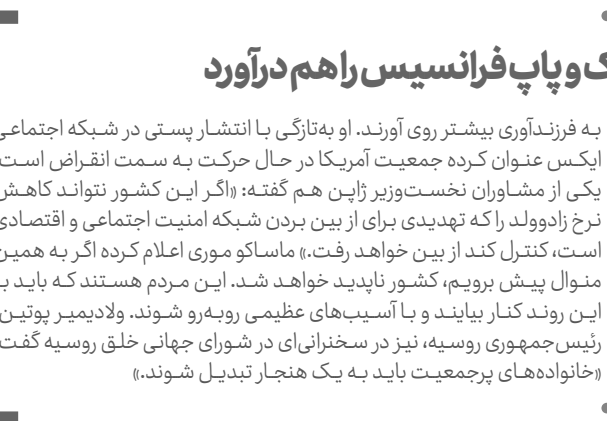 و پاپ فرانسیس را هم درآورد
به فرزندآوری بیشتر روی آورند. او به‌تازگی با انتشار پستی در شبکه اجتماعی
ایکس عنوان کرده جمعیت آمریکا در حال حرکت به سمت انقراض است
یکی از مشاوران نخست‌وزیر ژاپن هم گفته: «اگر این کشور نتواند کاهش
نرخ زادوولد را که تهدیدی برای از بین بردن شبکه امنیت اجتماعی و اقتصادی
است، کنترل کند از بین خواهد رفت.» ماساکو موری اعلام کرده اگر به همین
منوال پیش برویم، کشور ناپدید خواهد شد. این مردم هستند که باید با
این روند کنار بیایند و با آسیب‌های عظیمی روبه‌رو شوند. ولادیمیر پوتین
رئیس‌جمهوری روسیه، نیز در سخنرانی‌ای در شورای جهانی خلق روسیه گفت
«خانواده‌های پرجمعیت باید به یک هنجار تبدیل شوند.»